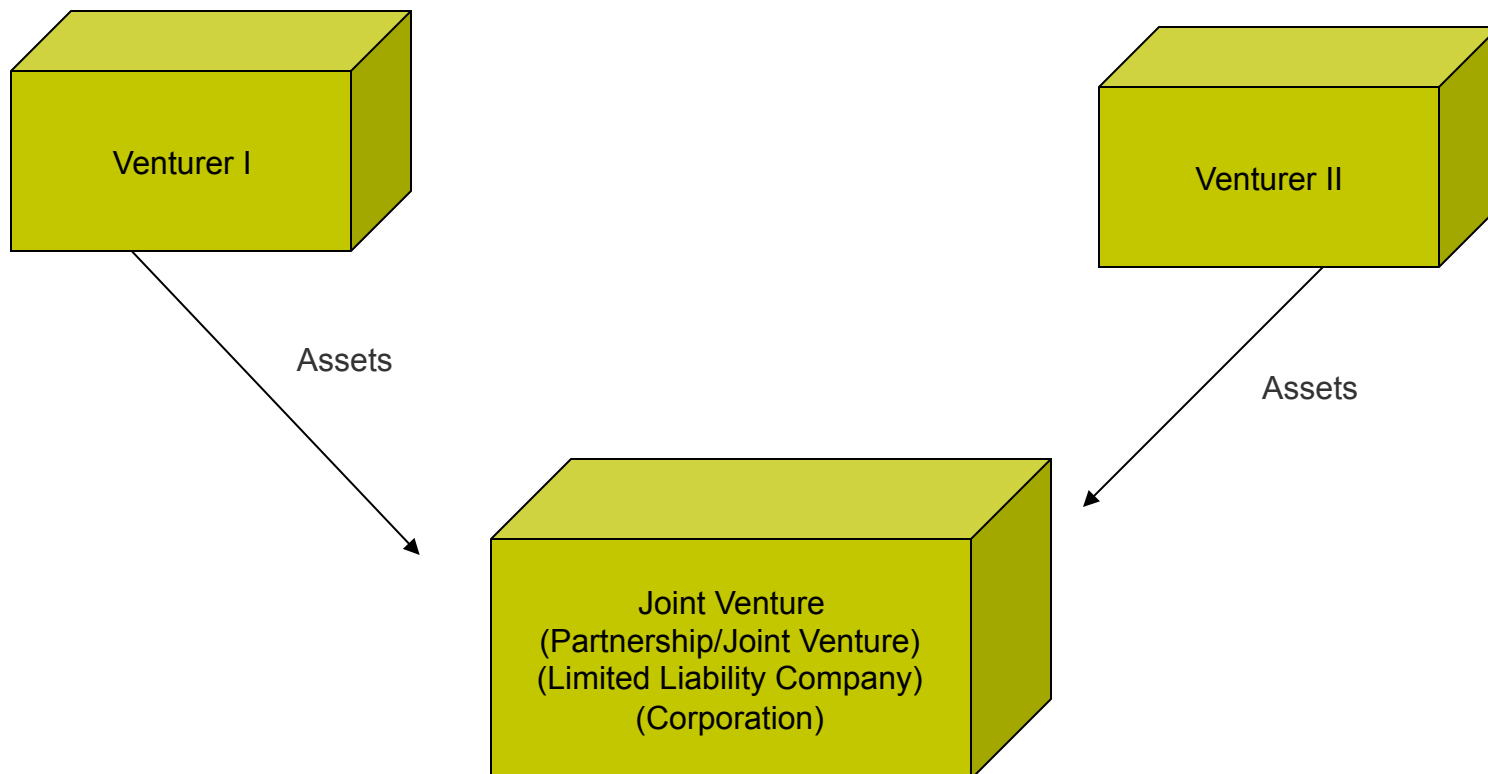 Venturer I
Venturer II
Assets
Assets
Joint Venture
(Partnership/Joint Venture)
(Limited Liability Company)
(Corporation)